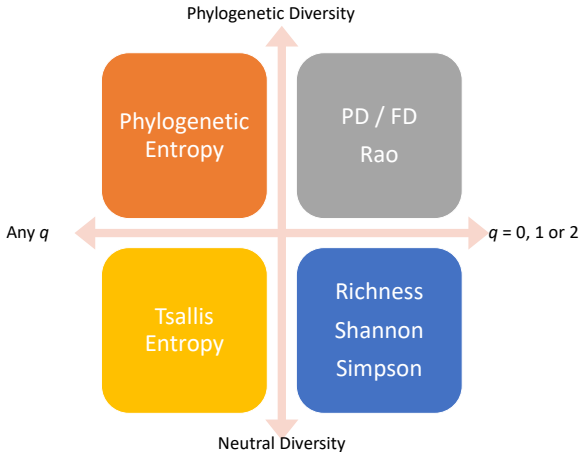 Phylogenetic Diversity
Phylogenetic
Entropy
PD / FD
Rao
Any q
q = 0, 1 or 2
Tsallis
Entropy
Richness
Shannon
Simpson
Neutral Diversity